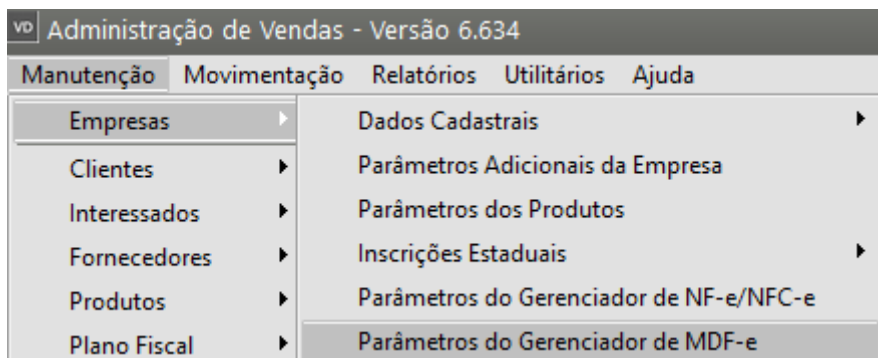 VD Administração de Vendas - Versão 6.634
Manutenção Movimentação Relatórios Utilitários Ajuda
Empresas
Clientes
Interessados
Fornecedores
Produtos
Plano Fiscal
Dados Cadastrais
Parâmetros Adicionais da Empresa
Parâmetros dos Produtos
Inscrições Estaduais
Parâmetros do Gerenciador de NF-e/NFC-e
Parâmetros do Gerenciador de MDF-e